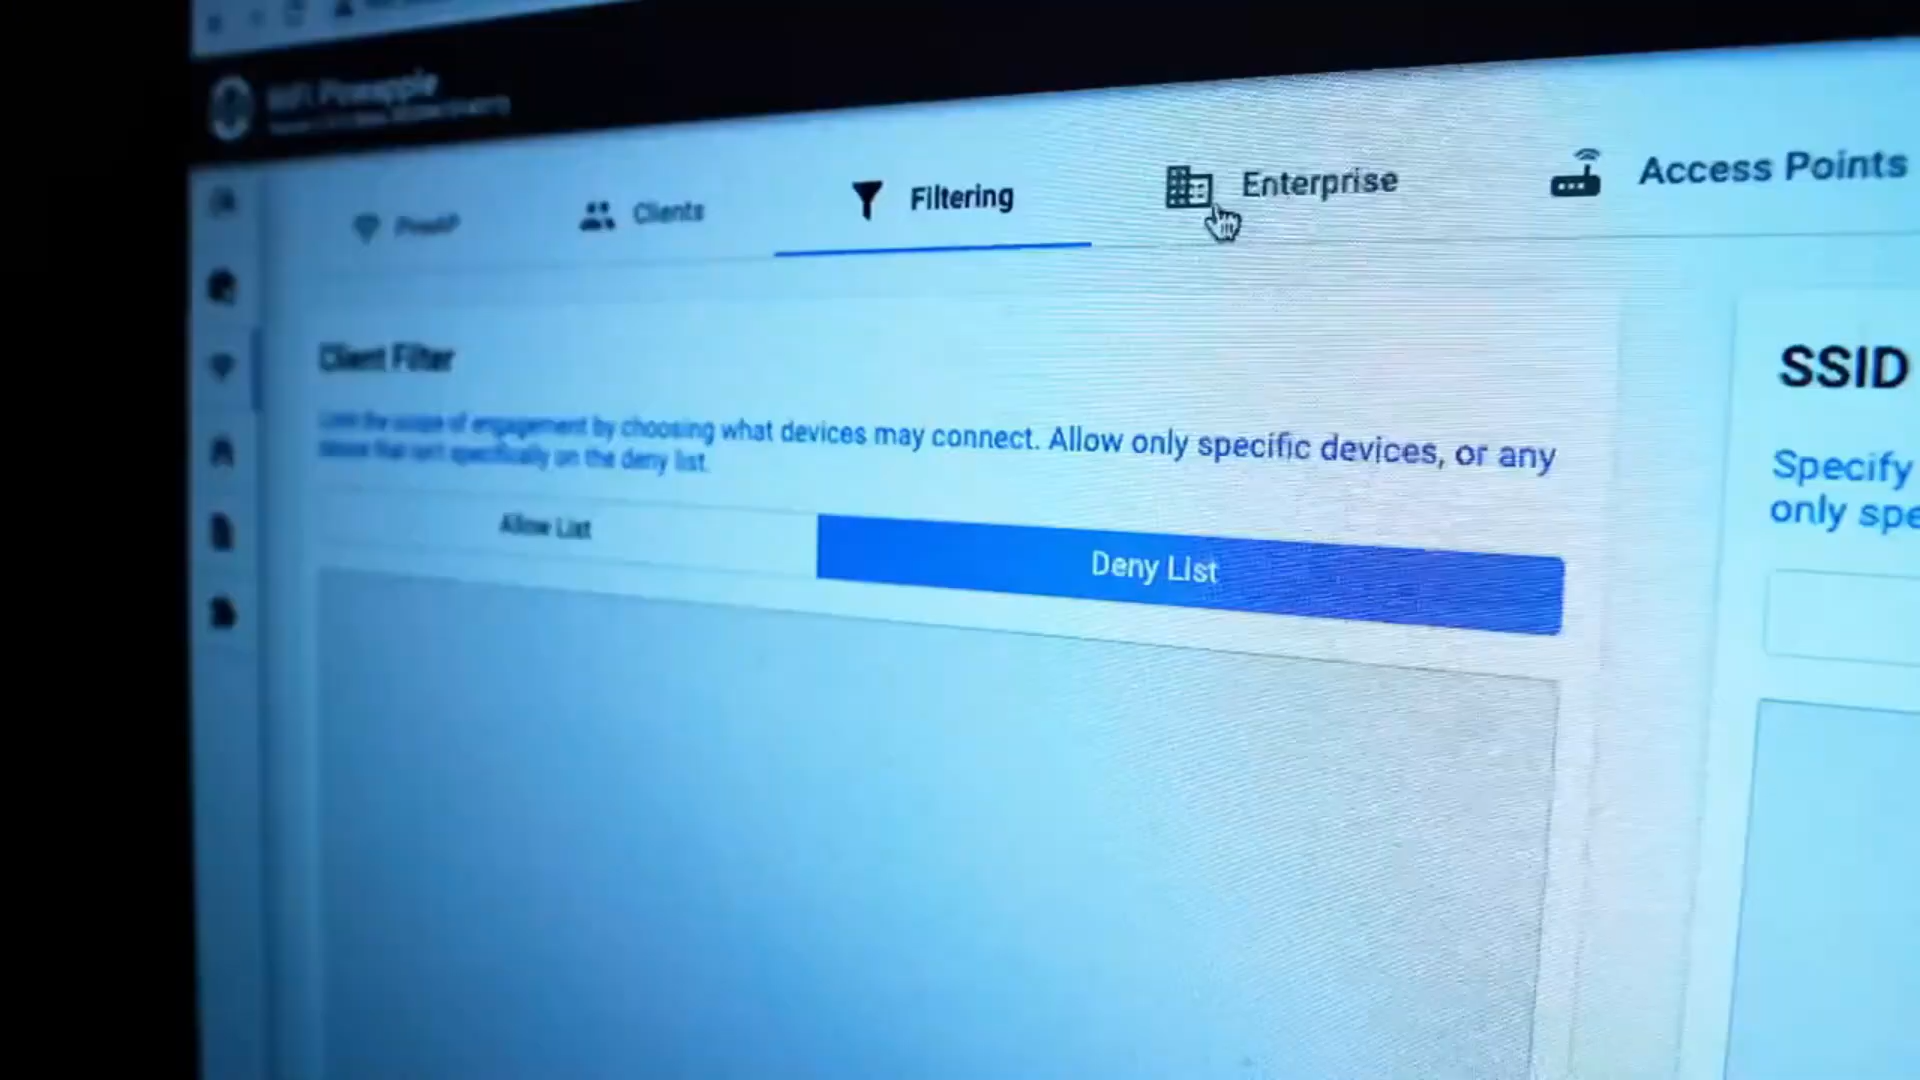 WiFi Pineapple
PineAP
Clients
Filtering
Enterprise
Access Points
Client Filter
Limit the scope of engagement by choosing what devices may connect. Allow only specific devices, or any
device that isn't specifically on the deny list.
Allow List
Deny List
SSID
Specify
only spe